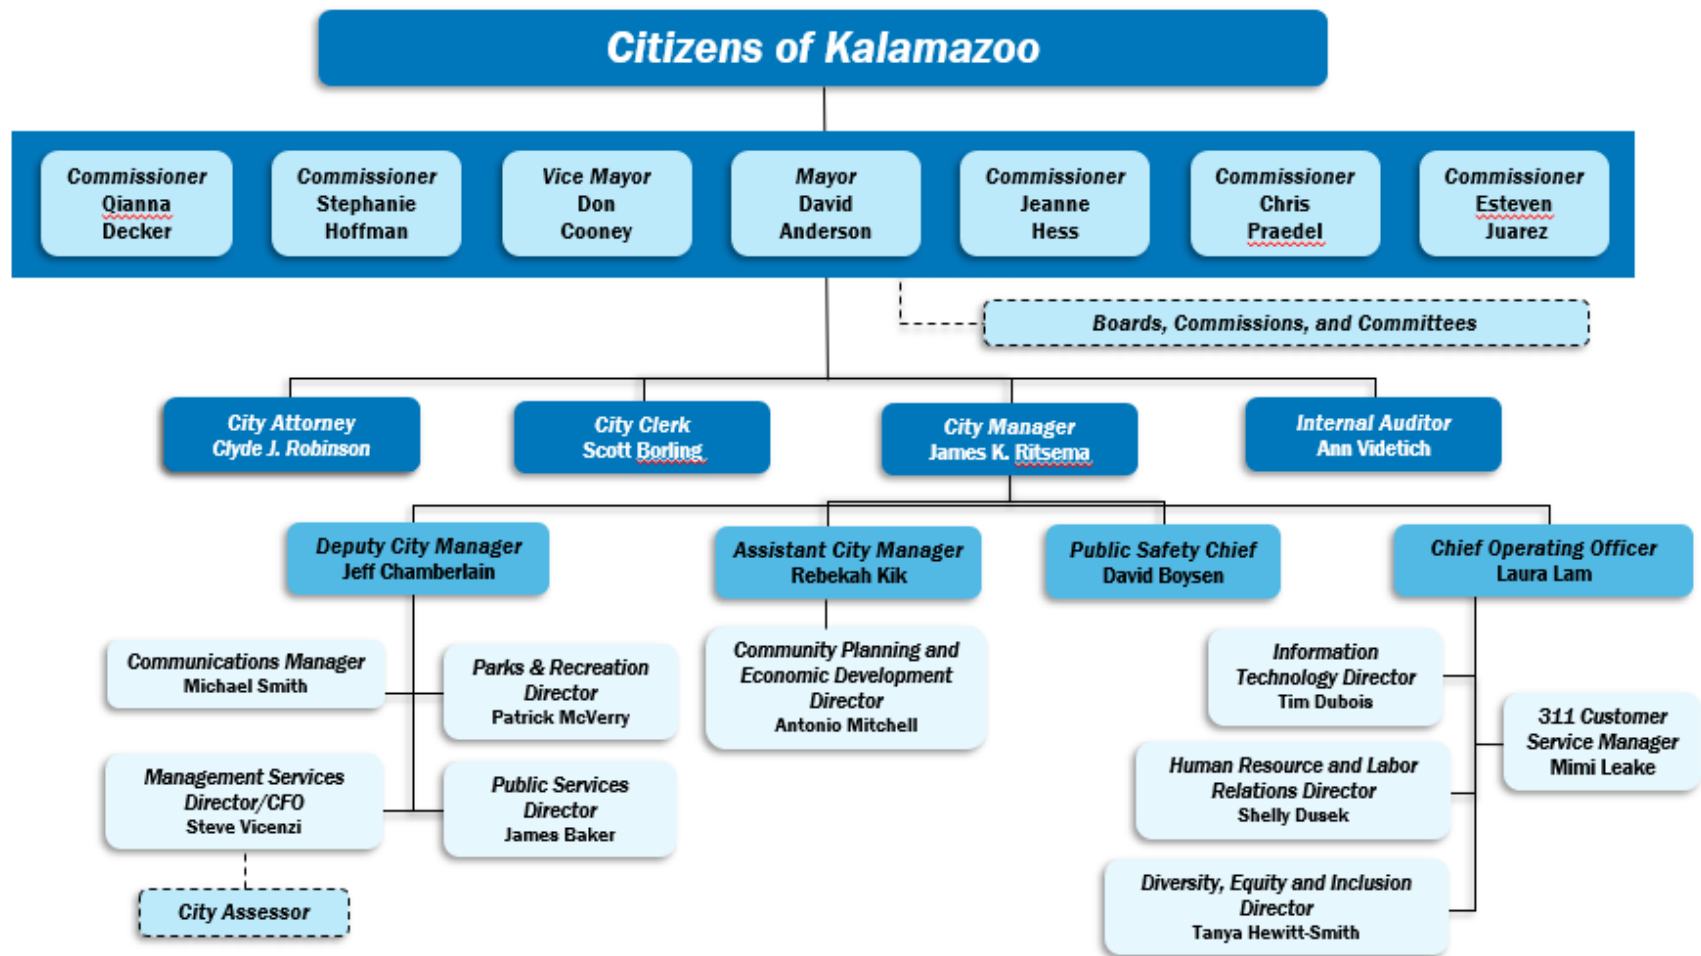 Citizens of Kalamazoo
Commissioner
Qianna
Decker
Commissioner
Stephanie
Hoffman
Vice Mayor
Don
Cooney
Mayor
David
Anderson
Commissioner
Jeanne
Hess
Commissioner
Chris
Praedel
Commissioner
Esteven
Juarez
Boards, Commissions, and Committees
City Attorney
Clyde J. Robinson
City Clerk
Scott Borling
City Manager
James K. Ritsema
Internal Auditor
Ann Videtich
Deputy City Manager
Jeff Chamberlain
Assistant City Manager
Rebekah Kik
Public Safety Chief
David Boysen
Chief Operating Officer
Laura Lam
Communications Manager
Michael Smith
Parks & Recreation
Director
Patrick McVerry
Management Services
Director/CFO
Steve Vicenzi
Public Services
Director
James Baker
City Assessor
Community Planning and
Economic Development
Director
Antonio Mitchell
Information
Technology Director
Tim Dubois
311 Customer
Service Manager
Mimi Leake
Human Resource and Labor
Relations Director
Shelly Dusek
Diversity, Equity and Inclusion
Director
Tanya Hewitt-Smith